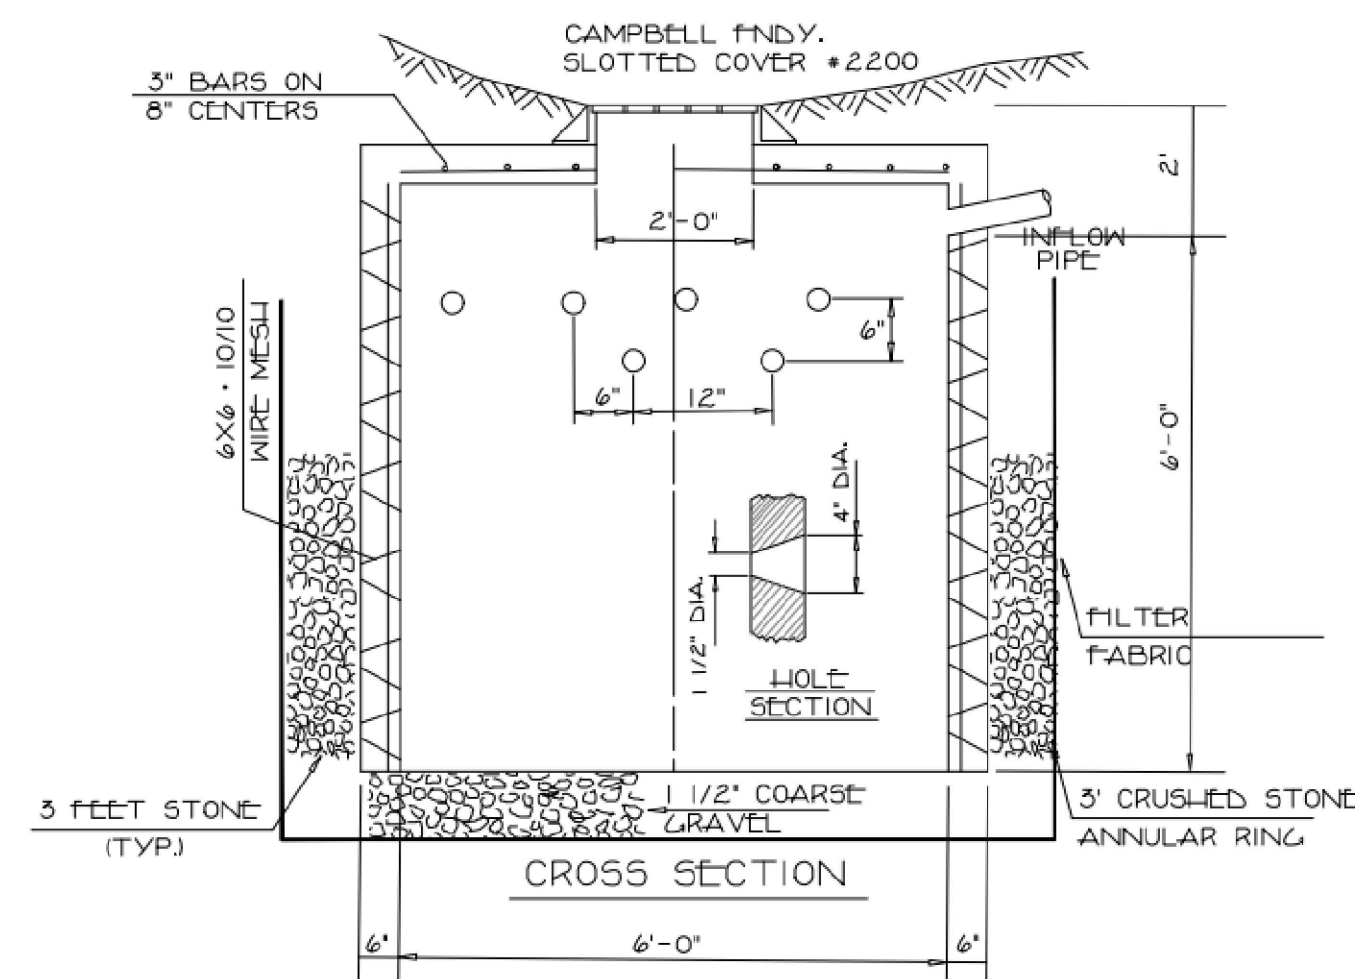 CAMPBELL FNDY.
SLOTTED COVER #2200
3" BARS ON
8" CENTERS
2'
2'-0"
INFLOW
PIPE
6X6 • 10/10
WIRE MESH
6"
6"
12"
6'-0"
4" DIA.
1 1/2" DIA.
HOLE
SECTION
FILTER
FABRIC
3 FEET STONE
(TYP.)
1 1/2" COARSE
GRAVEL
3' CRUSHED STONE
ANNULAR RING
CROSS SECTION
6"
6'-0"
6"